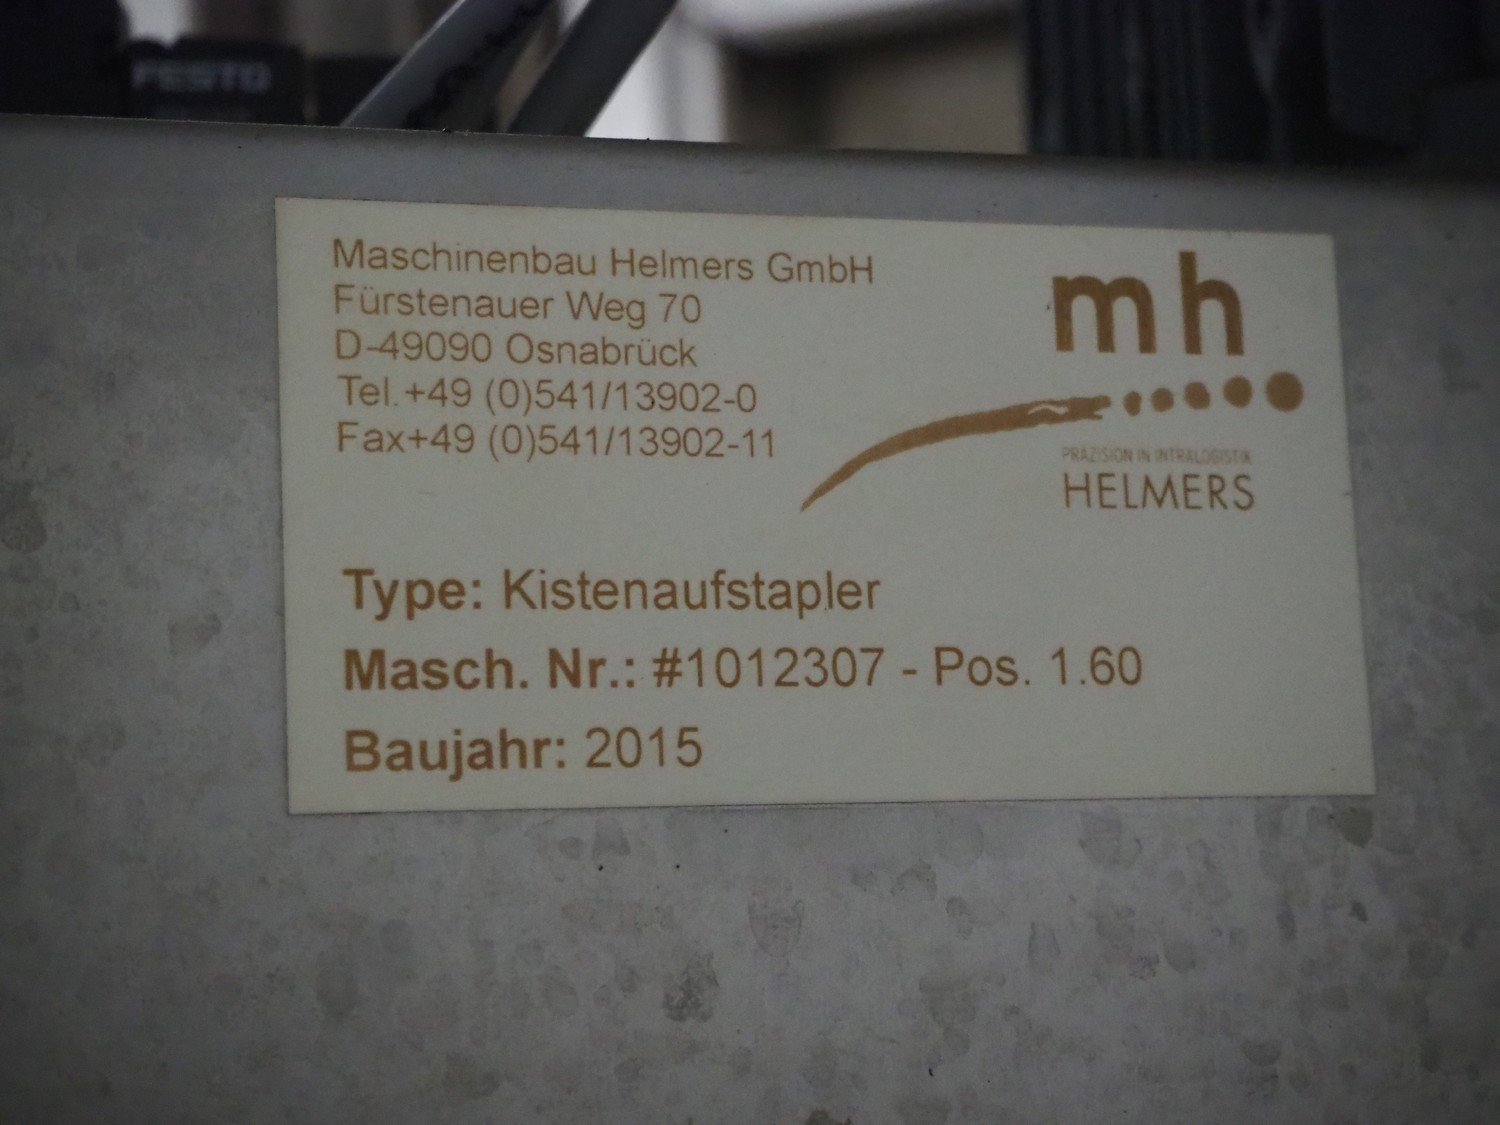 FESTO
Maschinenbau Helmers GmbH
Fürstenauer Weg 70
D-49090 Osnabrück
Tel.+49 (0)541/13902-0
Fax+49 (0)541/13902-11
mh
PRÄZISION IN INTRALOGISTIK
HELMERS
Type: Kistenaufstapler
Masch. Nr.: #1012307 - Pos. 1.60
Baujahr: 2015